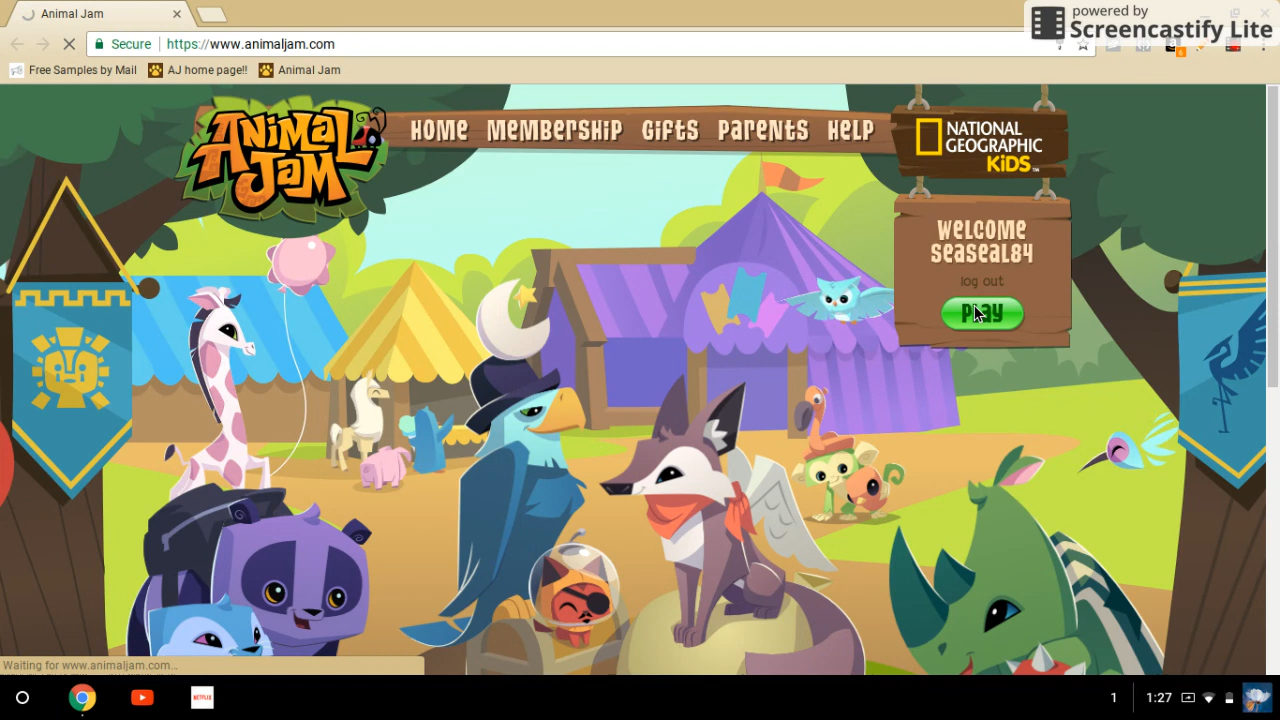 Animal Jam
powered by
Screencastify Lite
Secure
https://www.animaljam.com
Free Samples by Mail
AJ home page!!
Animal Jam
ANIMAL
JAM
HOME
MEMBERSHIP
GIFTS
PARENTS
HELP
NATIONAL
GEOGRAPHIC
KiDS
WELCOME
SEASEAL84
log out
PLAY
Waiting for www.animaljam.com...
NETFLIX
1
1:27